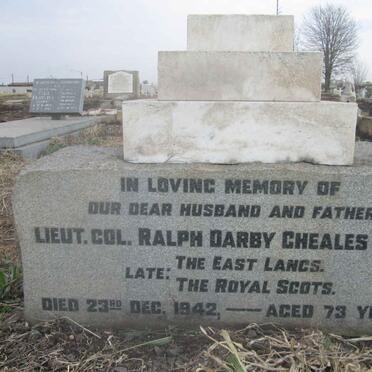 IN LOVING MEMORY OF
OUR DEAR HUSBAND AND FATHER
LIEUT. COL. RALPH DARBY CHEALES
LATE: THE EAST LANCS.
THE ROYAL SCOTS.
DIED 23RD DEC. 1942, — AGED 73 YE